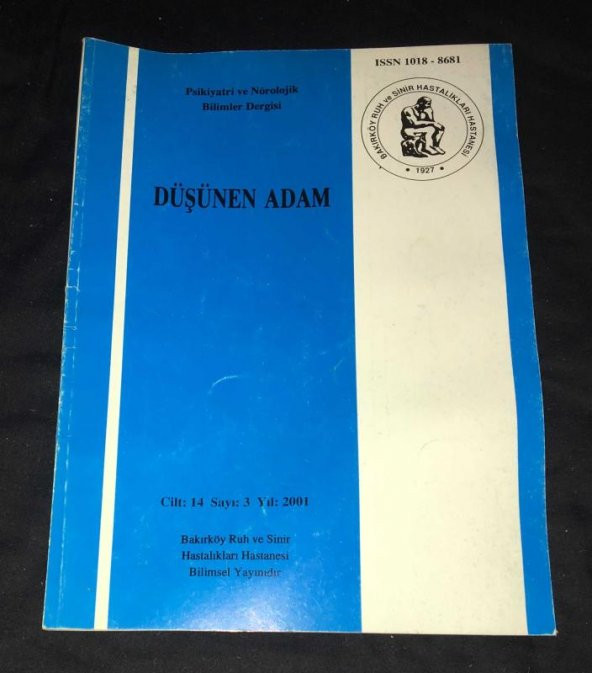 ISSN 1018 - 8681
Psikiyatri ve Nörolojik
Bilimler Dergisi
BAKIRKÖY RUH ve SİNİR HASTALIKLARI HASTANESİ
• 1927 •
DÜŞÜNEN ADAM
Cilt: 14 Sayı: 3 Yıl: 2001
Bakırköy Ruh ve Sinir
Hastalıkları Hastanesi
Bilimsel Yayınıdır